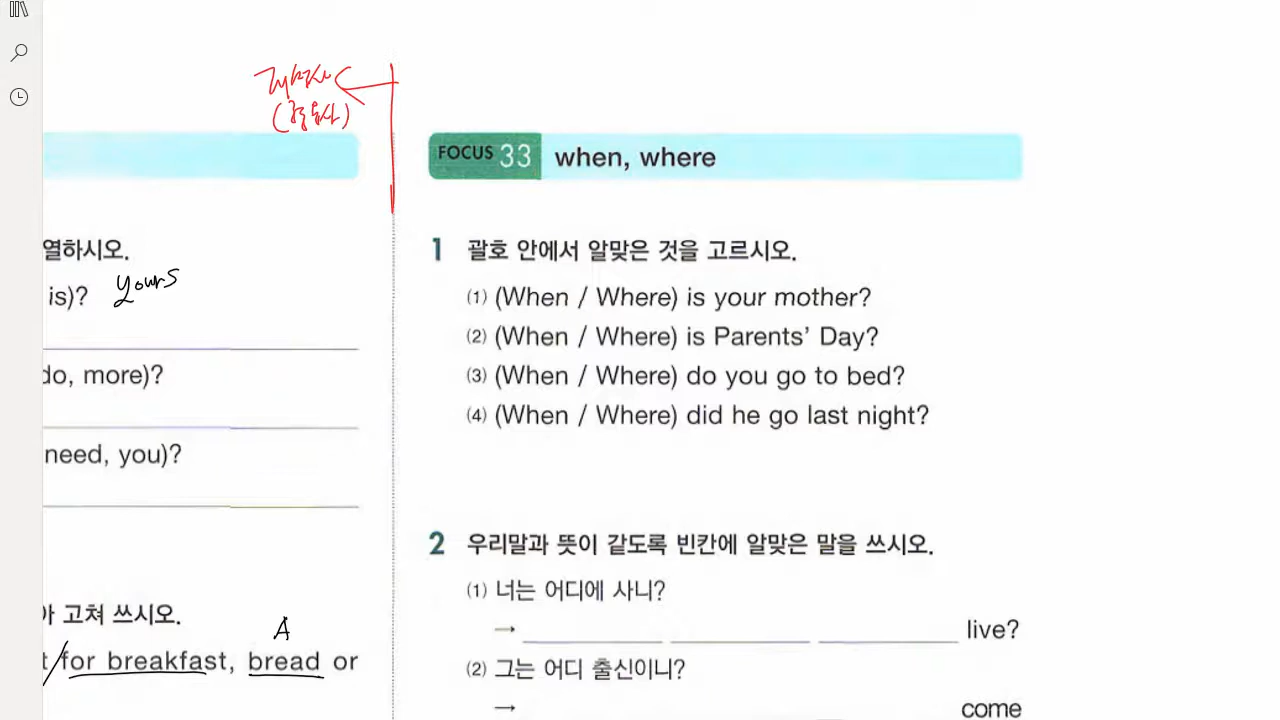 (형용사)
열하시오.
is)? yours
do, more)?
need, you)?
고쳐 쓰시오.
A
for breakfast, bread or
FOCUS 33 when, where
1 괄호 안에서 알맞은 것을 고르시오.
(1) (When / Where) is your mother?
(2) (When / Where) is Parents' Day?
(3) (When / Where) do you go to bed?
(4) (When / Where) did he go last night?
2 우리말과 뜻이 같도록 빈칸에 알맞은 말을 쓰시오.
(1) 너는 어디에 사니?
→ live?
(2) 그는 어디 출신이니?
→ come